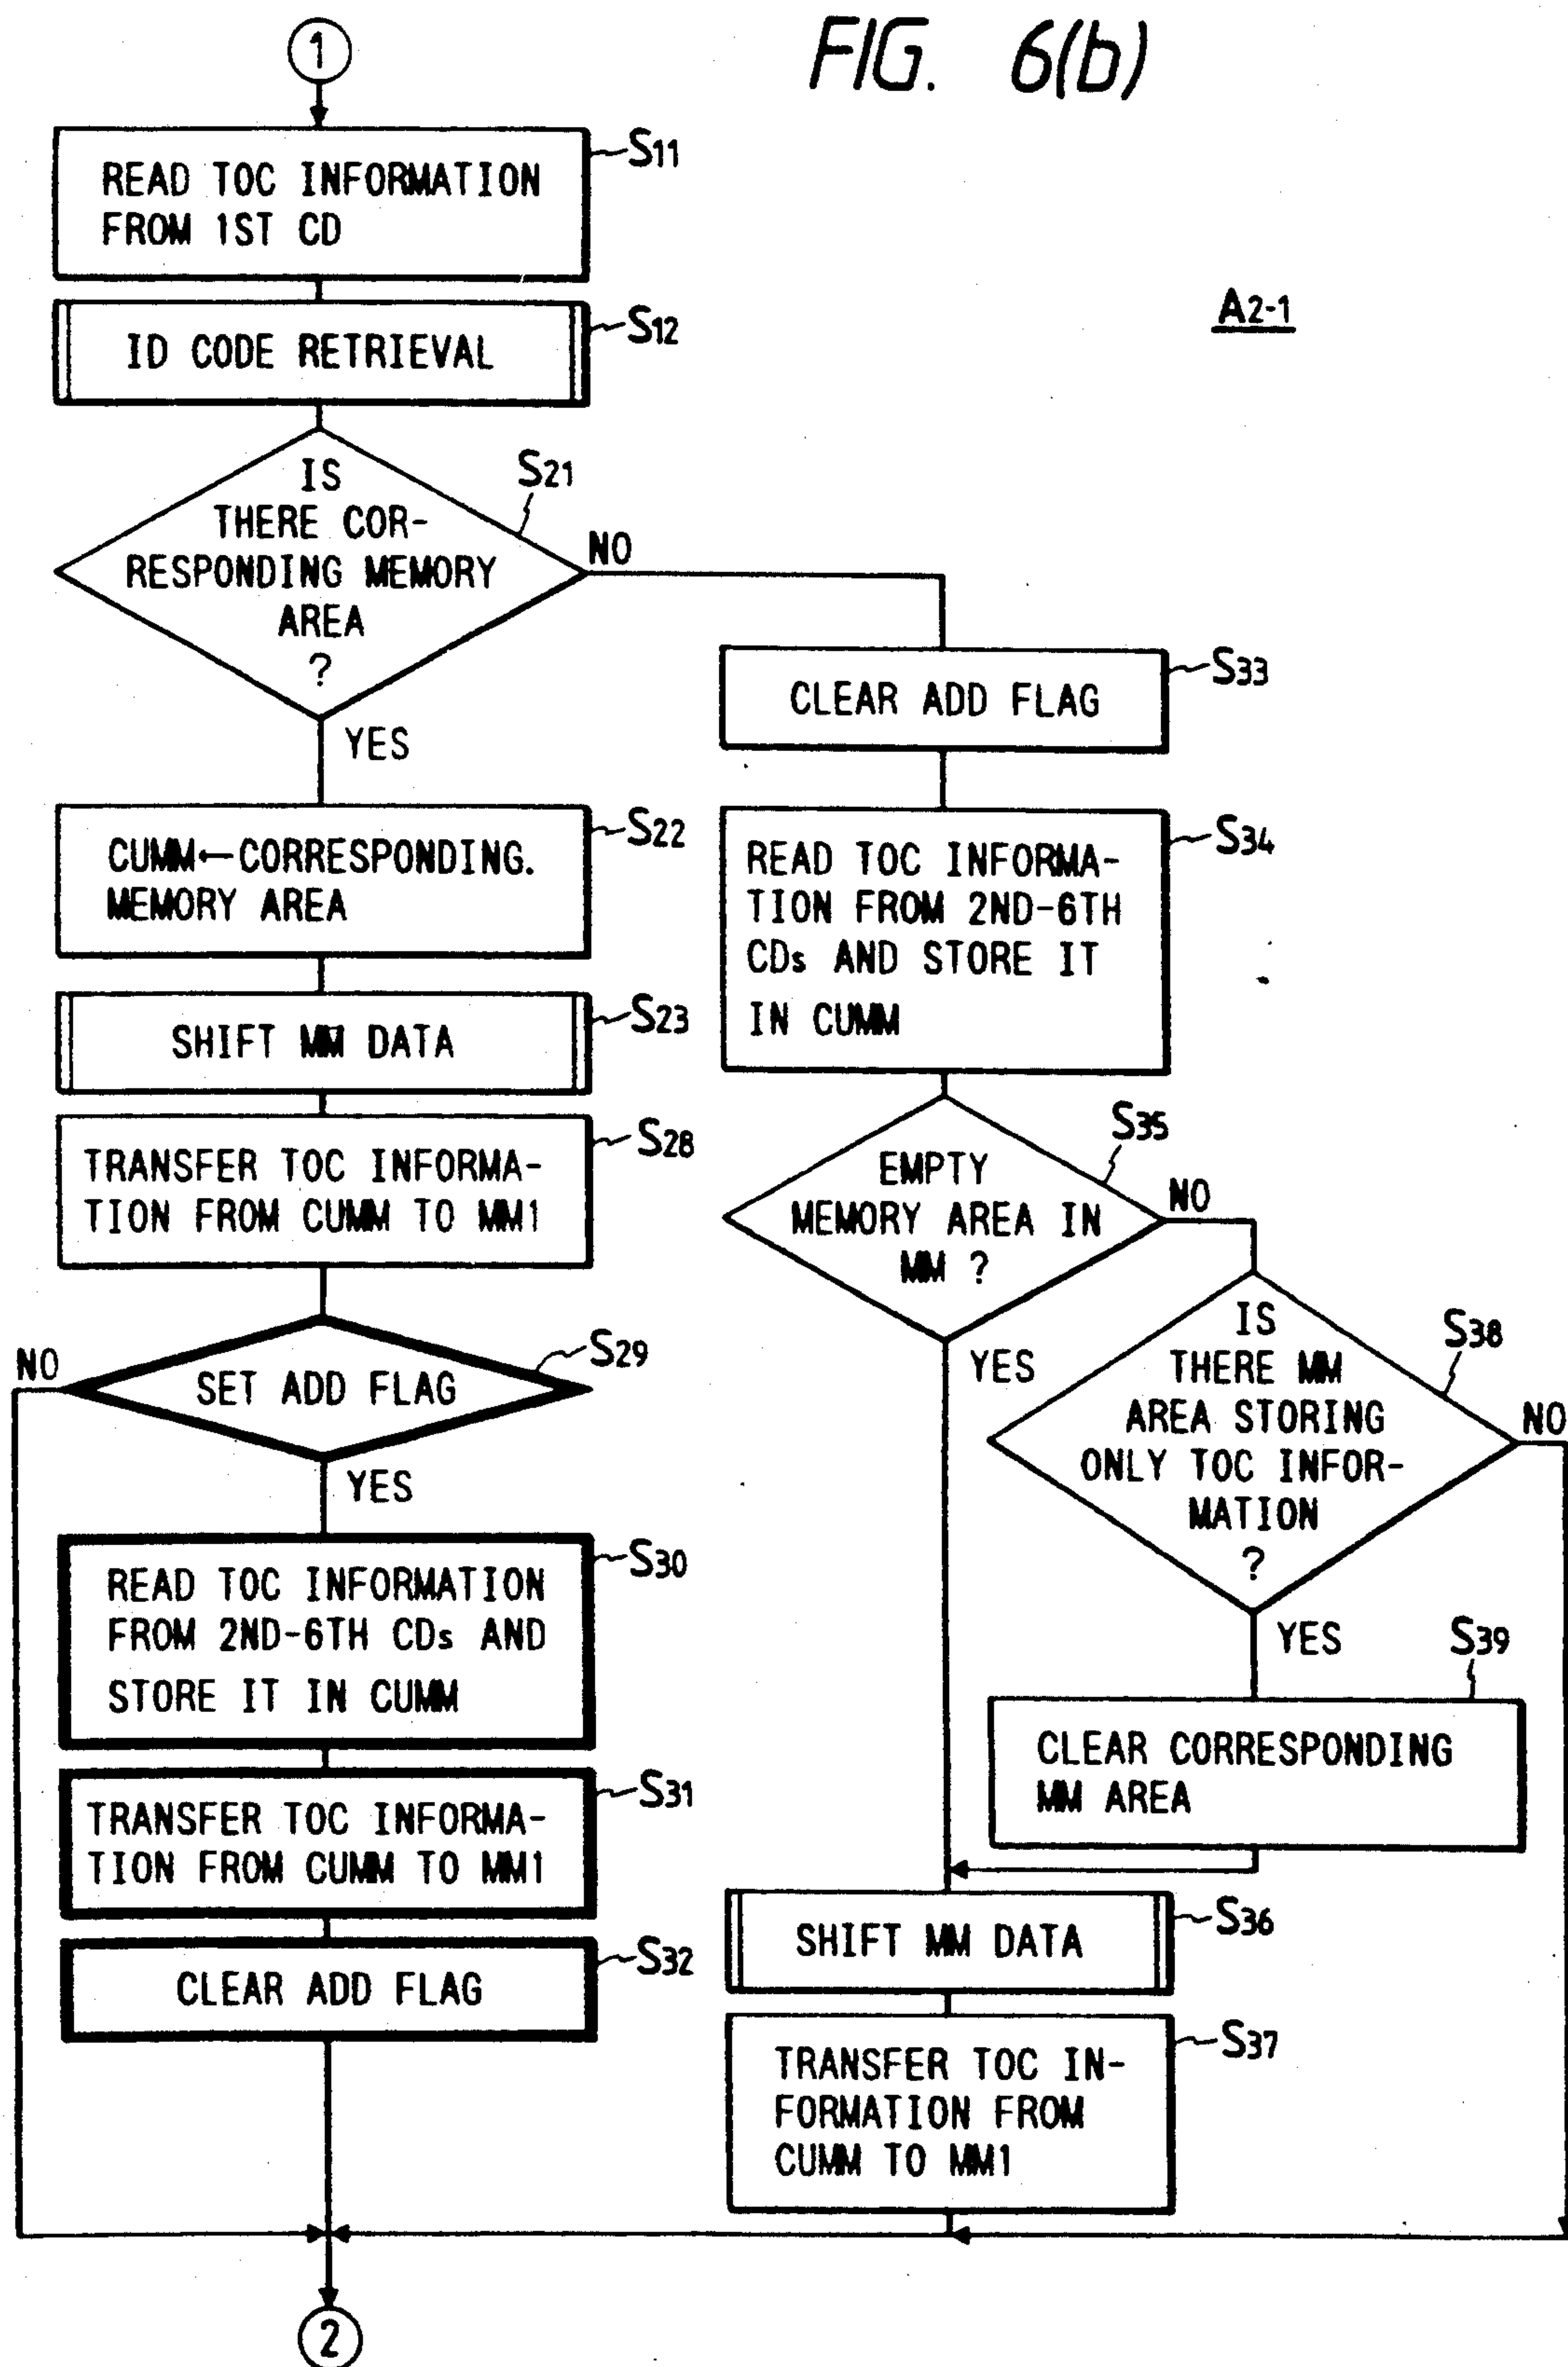 FIG. 6(b)
1
READ TOC INFORMATION
FROM 1ST CD
S11
A2-1
ID CODE RETRIEVAL
S12
IS
THERE COR-
RESPONDING MEMORY
AREA
?
S21
NO
YES
CUMM←CORRESPONDING.
MEMORY AREA
S22
SHIFT MM DATA
S23
TRANSFER TOC INFORMA-
TION FROM CUMM TO MM1
S28
SET ADD FLAG
S29
NO
YES
READ TOC INFORMATION
FROM 2ND-6TH CDs AND
STORE IT IN CUMM
S30
TRANSFER TOC INFORMA-
TION FROM CUMM TO MM1
S31
CLEAR ADD FLAG
S32
CLEAR ADD FLAG
S33
READ TOC INFORMA-
TION FROM 2ND-6TH
CDs AND STORE IT
IN CUMM
S34
EMPTY
MEMORY AREA IN
MM ?
S35
NO
YES
IS
THERE MM
AREA STORING
ONLY TOC INFOR-
MATION
?
S38
NO
YES
CLEAR CORRESPONDING
MM AREA
S39
SHIFT MM DATA
S36
TRANSFER TOC IN-
FORMATION FROM
CUMM TO MM1
S37
2